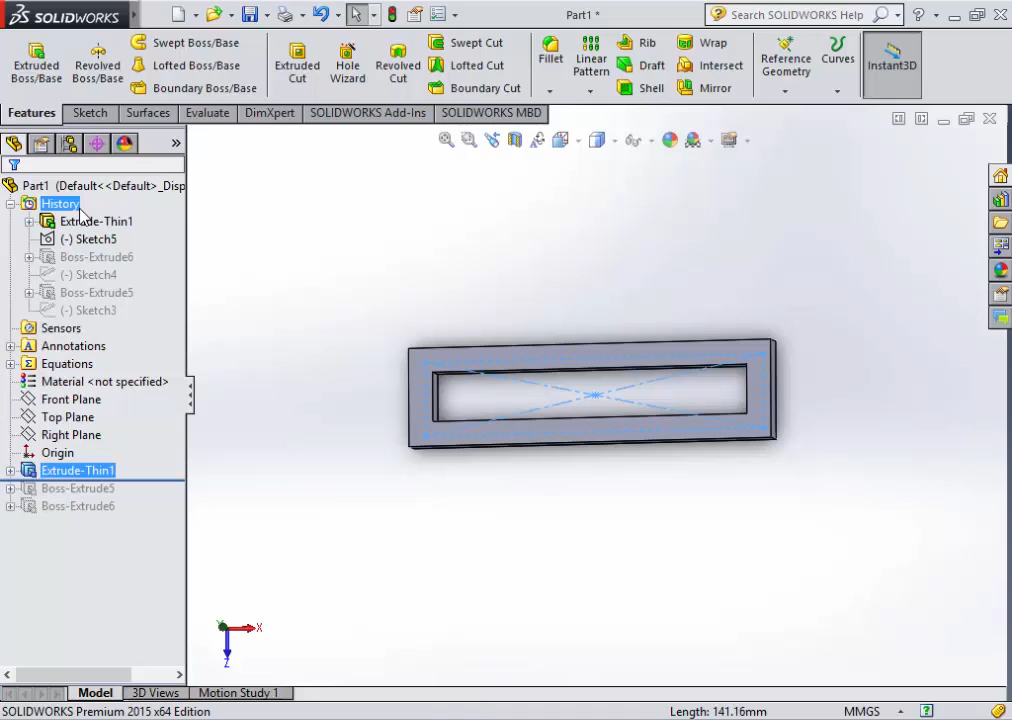 SOLIDWORKS
Part1 *
Search SOLIDWORKS Help
Extruded Boss/Base
Revolved Boss/Base
Swept Boss/Base
Lofted Boss/Base
Boundary Boss/Base
Extruded Cut
Hole Wizard
Revolved Cut
Swept Cut
Lofted Cut
Boundary Cut
Fillet
Linear Pattern
Rib
Draft
Shell
Wrap
Intersect
Mirror
Reference Geometry
Curves
Instant3D
Features
Sketch
Surfaces
Evaluate
DimXpert
SOLIDWORKS Add-Ins
SOLIDWORKS MBD
Part1 (Default<<Default>_Disp
History
Extrude-Thin1
(-) Sketch5
Boss-Extrude6
(-) Sketch4
Boss-Extrude5
(-) Sketch3
Sensors
Annotations
Equations
Material <not specified>
Front Plane
Top Plane
Right Plane
Origin
Extrude-Thin1
Boss-Extrude5
Boss-Extrude6
X
Z
Model
3D Views
Motion Study 1
SOLIDWORKS Premium 2015 x64 Edition
Length: 141.16mm
MMGS